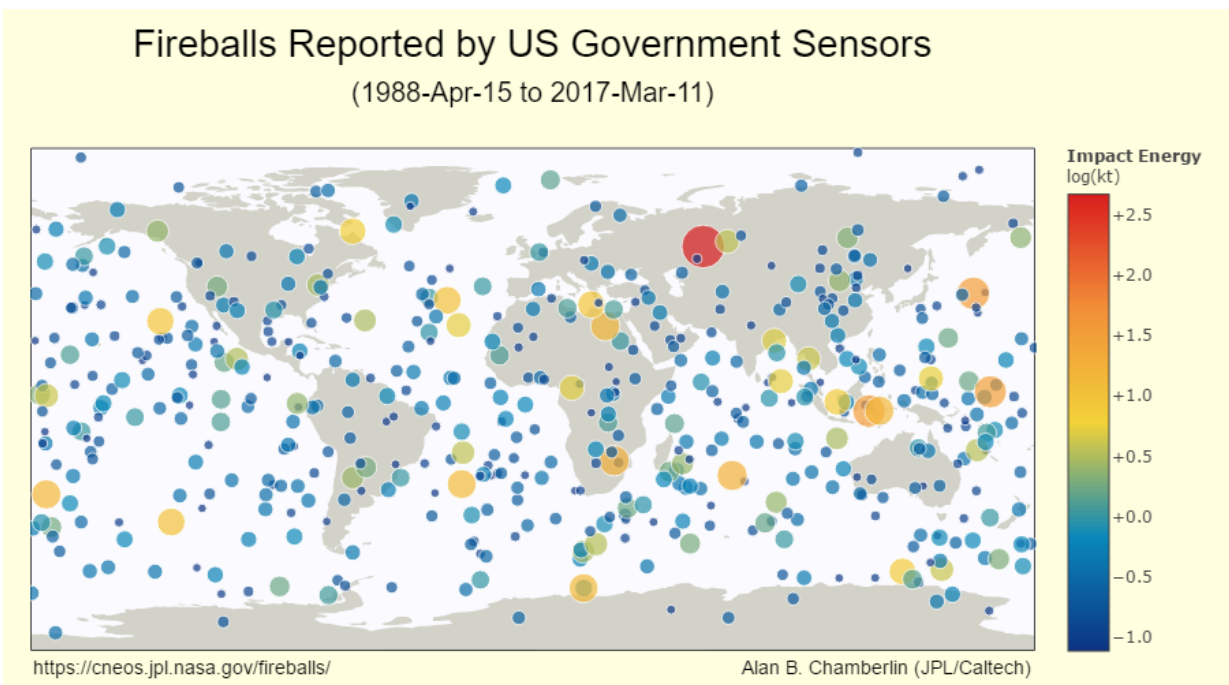 Fireballs Reported by US Government Sensors
(1988-Apr-15 to 2017-Mar-11)
Impact Energy
log(kt)
+2.5
+2.0
+1.5
+1.0
+0.5
+0.0
−0.5
−1.0
https://cneos.jpl.nasa.gov/fireballs/
Alan B. Chamberlin (JPL/Caltech)